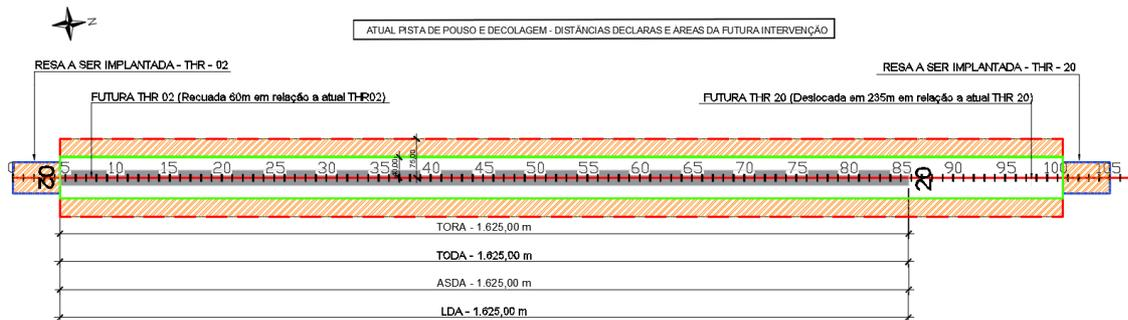 N
ATUAL PISTA DE POUSO E DECOLAGEM - DISTÂNCIAS DECLARAS E AREAS DA FUTURA INTERVENÇÃO
RESA A SER IMPLANTADA - THR - 02
RESA A SER IMPLANTADA - THR - 20
FUTURA THR 02 (Recuada 60m em relação a atual THR02)
FUTURA THR 20 (Deslocada em 235m em relação a atual THR 20)
75,00
0 02 5 10 15 20 25 30 35 40 45 50 55 60 65 70 75 80 85 20 90 95 100 105
TORA - 1.625,00 m
TODA - 1.625,00 m
ASDA - 1.625,00 m
LDA - 1.625,00 m